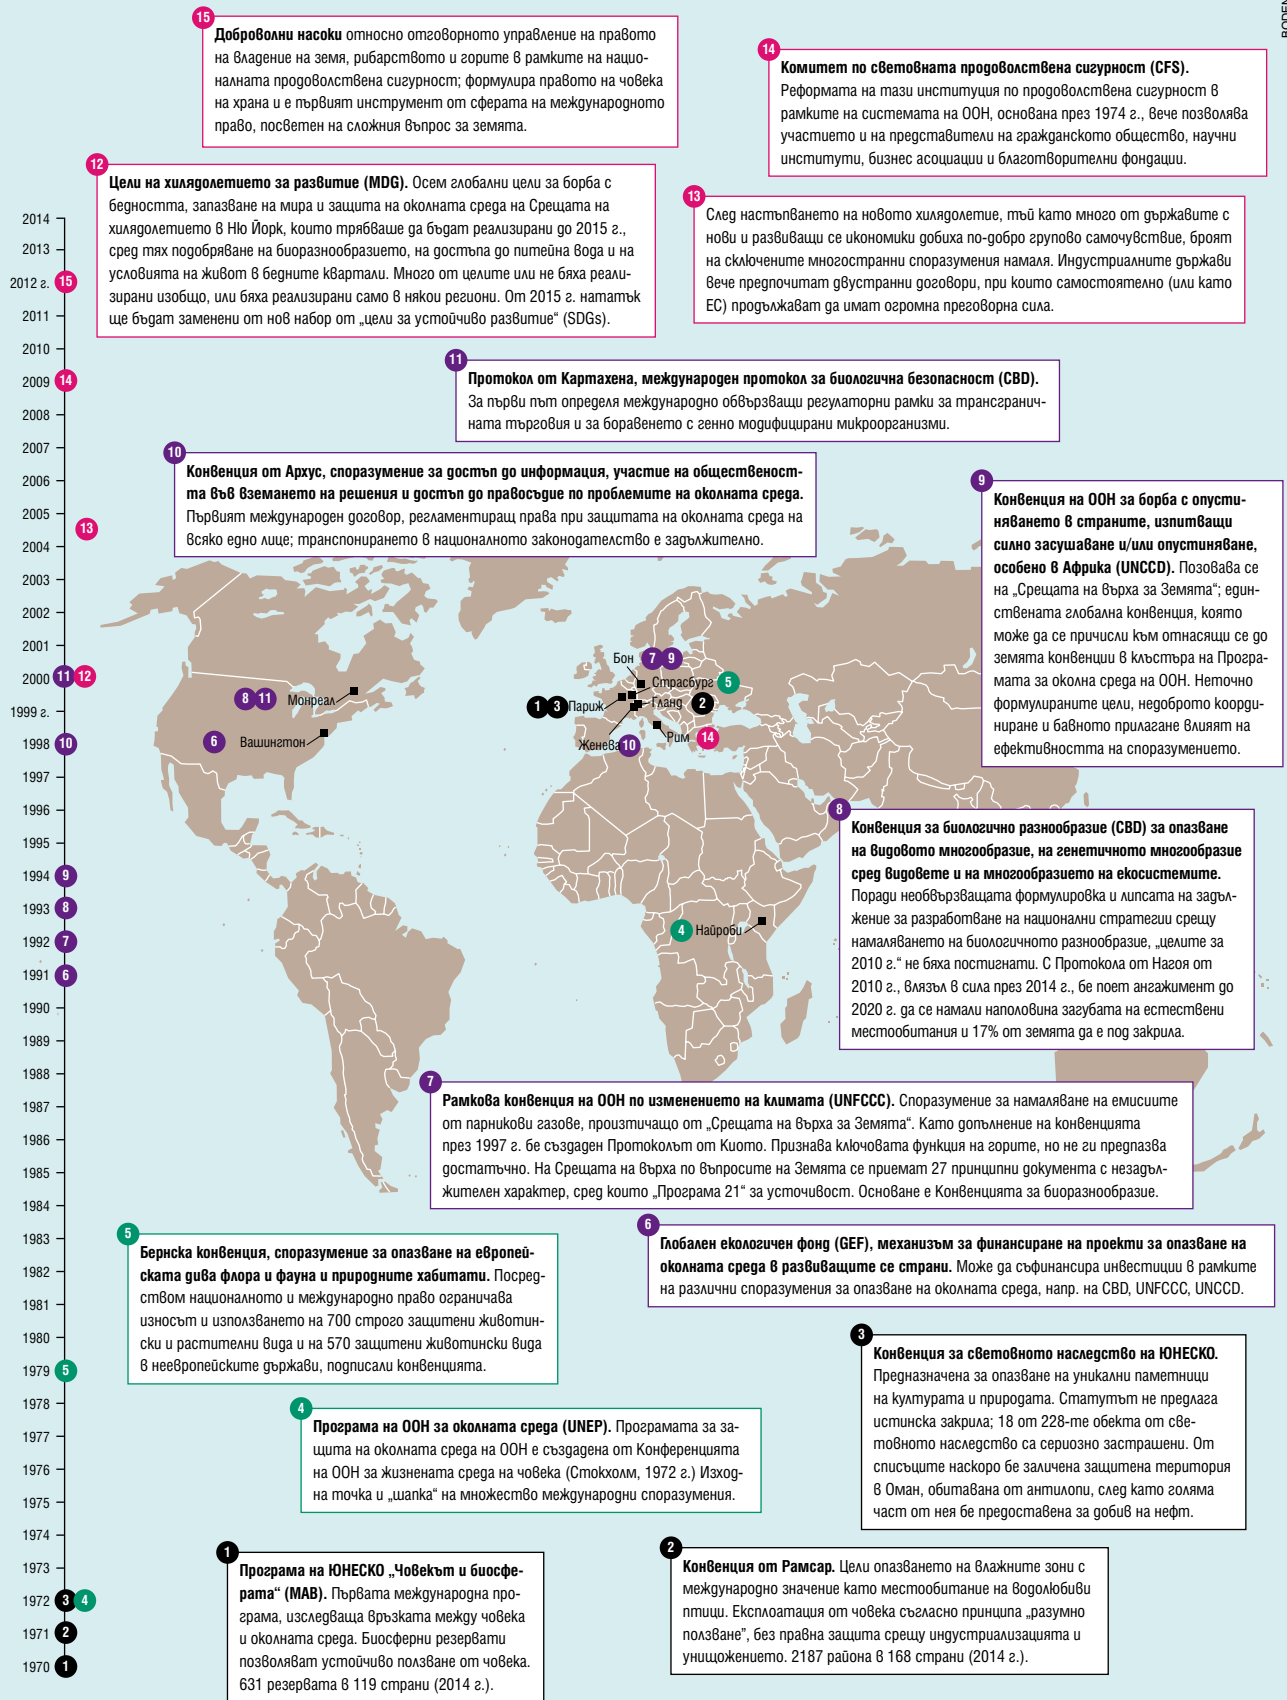 BODEN
15
Доброволни насоки относно отговорното управление на правото
на владение на земя, рибарството и горите в рамките на нацио-
налната продоволствена сигурност; формулира правото на човека
на храна и е първият инструмент от сферата на международното
право, посветен на сложния въпрос за земята.
14
Комитет по световната продоволствена сигурност (CFS).
Реформата на тази институция по продоволствена сигурност в
рамките на системата на ООН, основана през 1974 г., вече позволява
участието и на представители на гражданското общество, научни
институти, бизнес асоциации и благотворителни фондации.
12
Цели на хилядолетието за развитие (MDG). Осем глобални цели за борба с
бедността, запазване на мира и защита на околната среда на Срещата на
хилядолетието в Ню Йорк, които трябваше да бъдат реализирани до 2015 г.,
сред тях подобряване на биоразнообразието, на достъпа до питейна вода и на
условията на живот в бедните квартали. Много от целите или не бяха реали-
зирани изобщо, или бяха реализирани само в някои региони. От 2015 г. нататък
ще бъдат заменени от нов набор от „цели за устойчиво развитие“ (SDGs).
13
След настъпването на новото хилядолетие, тъй като много от държавите с
нови и развиващи се икономики добиха по-добро групово самочувствие, броят
на сключените многостранни споразумения намаля. Индустриалните държави
вече предпочитат двустранни договори, при които самостоятелно (или като
ЕС) продължават да имат огромна преговорна сила.
11
Протокол от Картахена, международен протокол за биологична безопасност (CBD).
За първи път определя международно обвързващи регулаторни рамки за трансгранич-
ната търговия и за боравенето с генно модифицирани микроорганизми.
10
Конвенция от Архус, споразумение за достъп до информация, участие на общественост-
та във вземането на решения и достъп до правосъдие по проблемите на околната среда.
Първият международен договор, регламентиращ права при защитата на околната среда на
всяко едно лице; транспонирането в националното законодателство е задължително.
9
Конвенция на ООН за борба с опусти-
няването в страните, изпитващи
силно засушаване и/или опустиняване,
особено в Африка (UNCCD). Позовава се
на „Срещата на върха за Земята“; един-
ствената глобална конвенция, която
може да се причисли към отнасящи се до
земята конвенции в клъстъра на Програ-
мата за околна среда на ООН. Неточно
формулираните цели, недоброто коорди-
ниране и бавното прилагане влияят на
ефективността на споразумението.
8
Конвенция за биологично разнообразие (CBD) за опазване
на видовото многообразие, на генетичното многообразие
сред видовете и на многообразието на екосистемите.
Поради необвързващата формулировка и липсата на задъл-
жение за разработване на национални стратегии срещу
намаляването на биологичното разнообразие, „целите за
2010 г.“ не бяха постигнати. С Протокола от Нагоя от
2010 г., влязъл в сила през 2014 г., бе поет ангажимент до
2020 г. да се намали наполовина загубата на естествени
местообитания и 17% от земята да е под закрила.
7
Рамкова конвенция на ООН по изменението на климата (UNFCCC). Споразумение за намаляване на емисиите
от парникови газове, произтичащо от „Срещата на върха за Земята“. Като допълнение на конвенцията
през 1997 г. бе създаден Протоколът от Киото. Признава ключовата функция на горите, но не ги предпазва
достатъчно. На Срещата на върха по въпросите на Земята се приемат 27 принципни документа с незадъл-
жителен характер, сред които „Програма 21“ за усточивост. Основане е Конвенцията за биоразнообразие.
6
Глобален екологичен фонд (GEF), механизъм за финансиране на проекти за опазване на
околната среда в развиващите се страни. Може да съфинансира инвестиции в рамките
на различни споразумения за опазване на околната среда, напр. на CBD, UNFCCC, UNCCD.
5
Бернска конвенция, споразумение за опазване на европей-
ската дива флора и фауна и природните хабитати. Посред-
ством националното и международно право ограничава
износът и използването на 700 строго защитени животин-
ски и растителни вида и на 570 защитени животински вида
в неевропейските държави, подписали конвенцията.
3
Конвенция за световното наследство на ЮНЕСКО.
Предназначена за опазване на уникални паметници
на културата и природата. Статутът не предлага
истинска закрила; 18 от 228-те обекта от све-
товното наследство са сериозно застрашени. От
списъците наскоро бе заличена защитена територия
в Оман, обитавана от антилопи, след като голяма
част от нея бе предоставена за добив на нефт.
4
Програма на ООН за околната среда (UNEP). Програмата за за-
щита на околната среда на ООН е създадена от Конференцията
на ООН за жизнената среда на човека (Стокхолм, 1972 г.) Изход-
на точка и „шапка“ на множество международни споразумения.
1
Програма на ЮНЕСКО „Човекът и биосфе-
рата“ (MAB). Първата международна про-
грама, изследваща връзката между човека
и околната среда. Биосферни резервати
позволяват устойчиво ползване от човека.
631 резервата в 119 страни (2014 г.).
2
Конвенция от Рамсар. Цели опазването на влажните зони с
международно значение като местообитание на водолюбиви
птици. Експлоатация от човека съгласно принципа „разумно
ползване”, без правна защита срещу индустриализацията и
унищожението. 2187 района в 168 страни (2014 г.).
2014
2013
2012 г. 15
2011
2010
2009 14
2008
2007
2006
2005
13
2004
2003
2002
2001
2000 11 12
1999 г.
1998 10
1997
1996
1995
1994 9
1993 8
1992 7
1991 6
1990
1989
1988
1987
1986
1985
1984
1983
1982
1981
1980
1979 5
1978
1977
1976
1975
1974
1973
1972 3 4
1971 2
1970 1
Бон 7 9
Страсбург 5
8 11 Монреал
1 3 Париж
Гланд 2
6 Вашингтон
Женева 10
Рим 14
4 Найроби